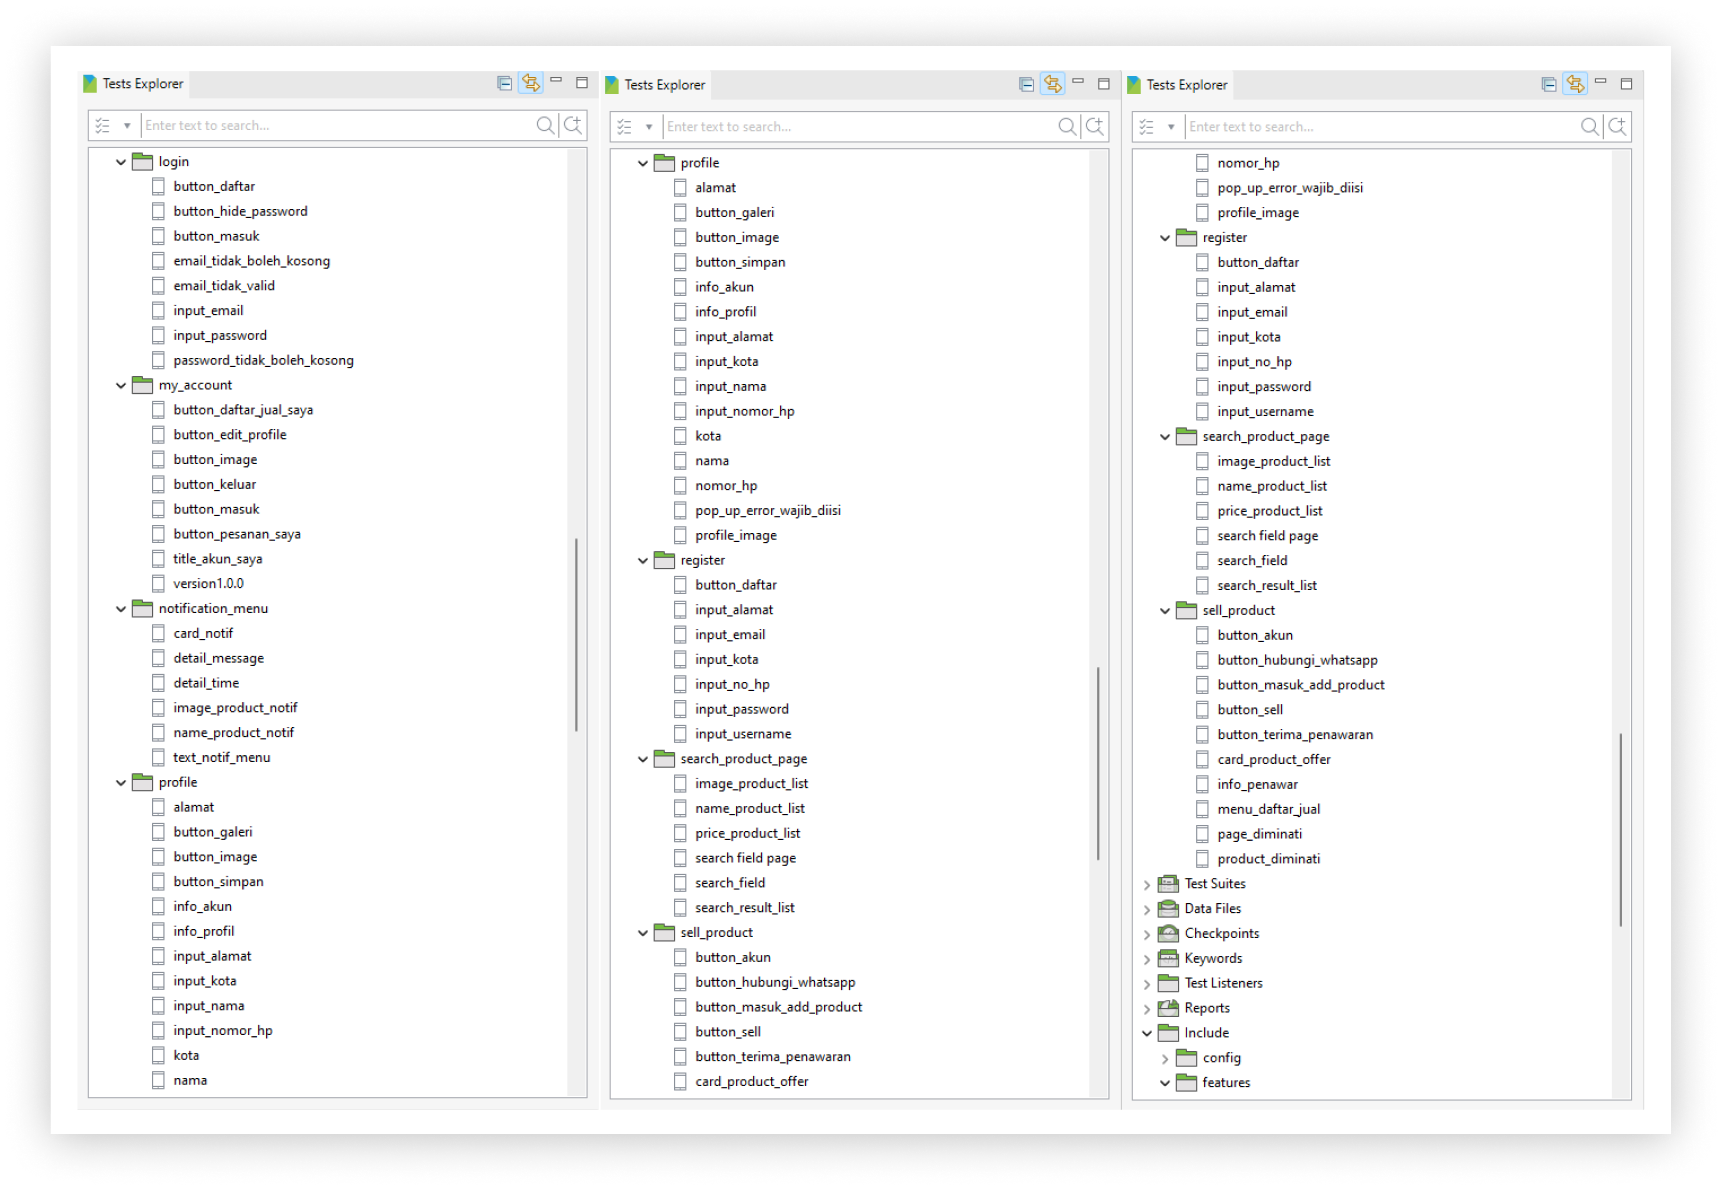 Tests Explorer
Enter text to search...
login
button_daftar
button_hide_password
button_masuk
email_tidak_boleh_kosong
email_tidak_valid
input_email
input_password
password_tidak_boleh_kosong
my_account
button_daftar_jual_saya
button_edit_profile
button_image
button_keluar
button_masuk
button_pesanan_saya
title_akun_saya
version1.0.0
notification_menu
card_notif
detail_message
detail_time
image_product_notif
name_product_notif
text_notif_menu
profile
alamat
button_galeri
button_image
button_simpan
info_akun
info_profil
input_alamat
input_kota
input_nama
input_nomor_hp
kota
nama
Tests Explorer
Enter text to search...
profile
alamat
button_galeri
button_image
button_simpan
info_akun
info_profil
input_alamat
input_kota
input_nama
input_nomor_hp
kota
nama
nomor_hp
pop_up_error_wajib_diisi
profile_image
register
button_daftar
input_alamat
input_email
input_kota
input_no_hp
input_password
input_username
search_product_page
image_product_list
name_product_list
price_product_list
search field page
search_field
search_result_list
sell_product
button_akun
button_hubungi_whatsapp
button_masuk_add_product
button_sell
button_terima_penawaran
card_product_offer
Tests Explorer
Enter text to search...
nomor_hp
pop_up_error_wajib_diisi
profile_image
register
button_daftar
input_alamat
input_email
input_kota
input_no_hp
input_password
input_username
search_product_page
image_product_list
name_product_list
price_product_list
search field page
search_field
search_result_list
sell_product
button_akun
button_hubungi_whatsapp
button_masuk_add_product
button_sell
button_terima_penawaran
card_product_offer
info_penawar
menu_daftar_jual
page_diminati
product_diminati
Test Suites
Data Files
Checkpoints
Keywords
Test Listeners
Reports
Include
config
features